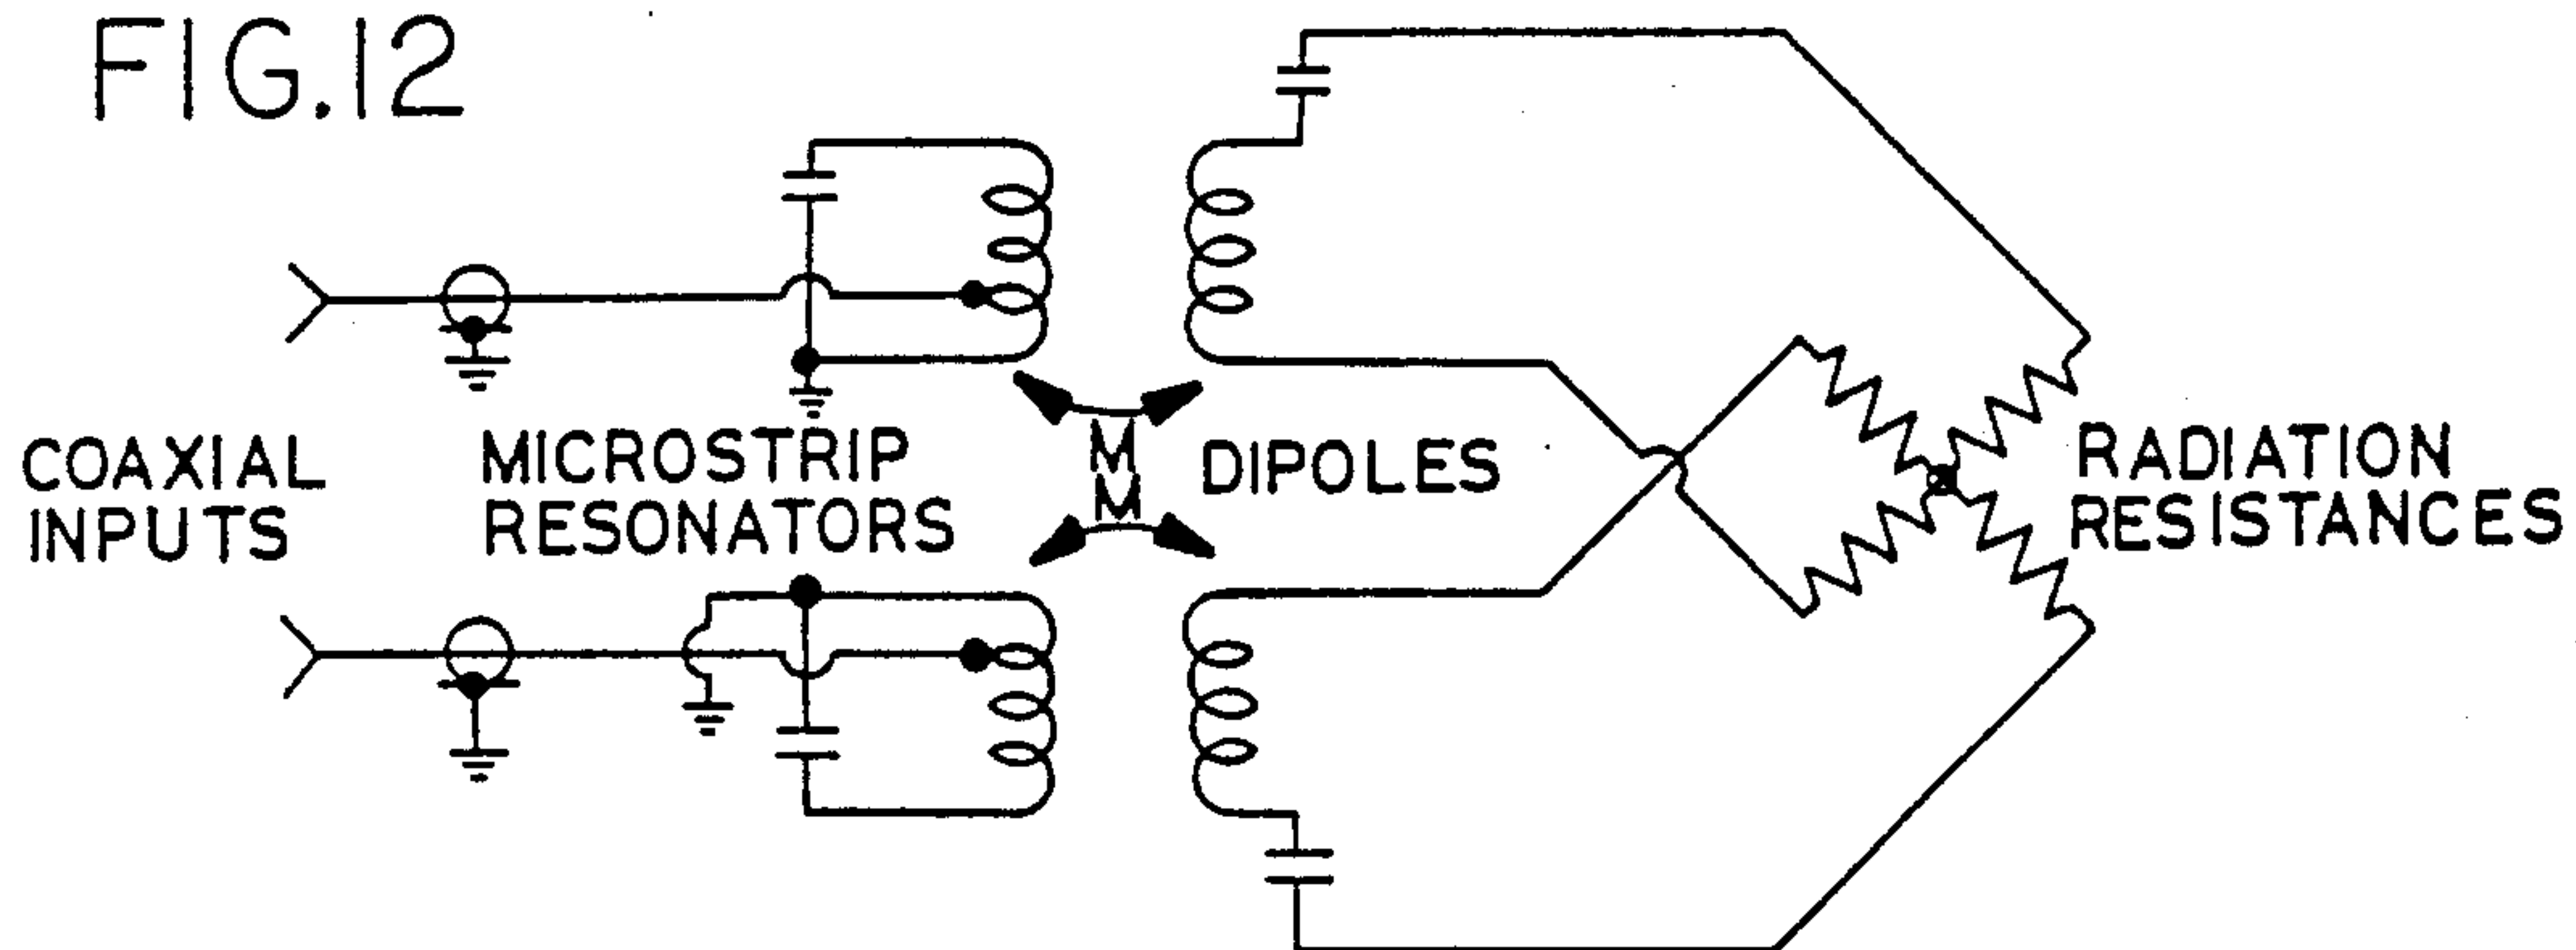 FIG.12
COAXIAL
INPUTS
MICROSTRIP
RESONATORS
M
M
DIPOLES
RADIATION
RESISTANCES